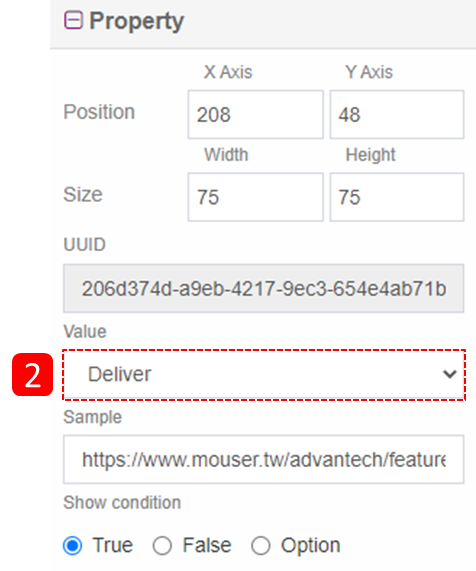 Property
X Axis Y Axis
Position 208 48
Width Height
Size 75 75
UUID
206d374d-a9eb-4217-9ec3-654e4ab71b
Value
2 Deliver
Sample
https://www.mouser.tw/advantech/feature
Show condition
True False Option